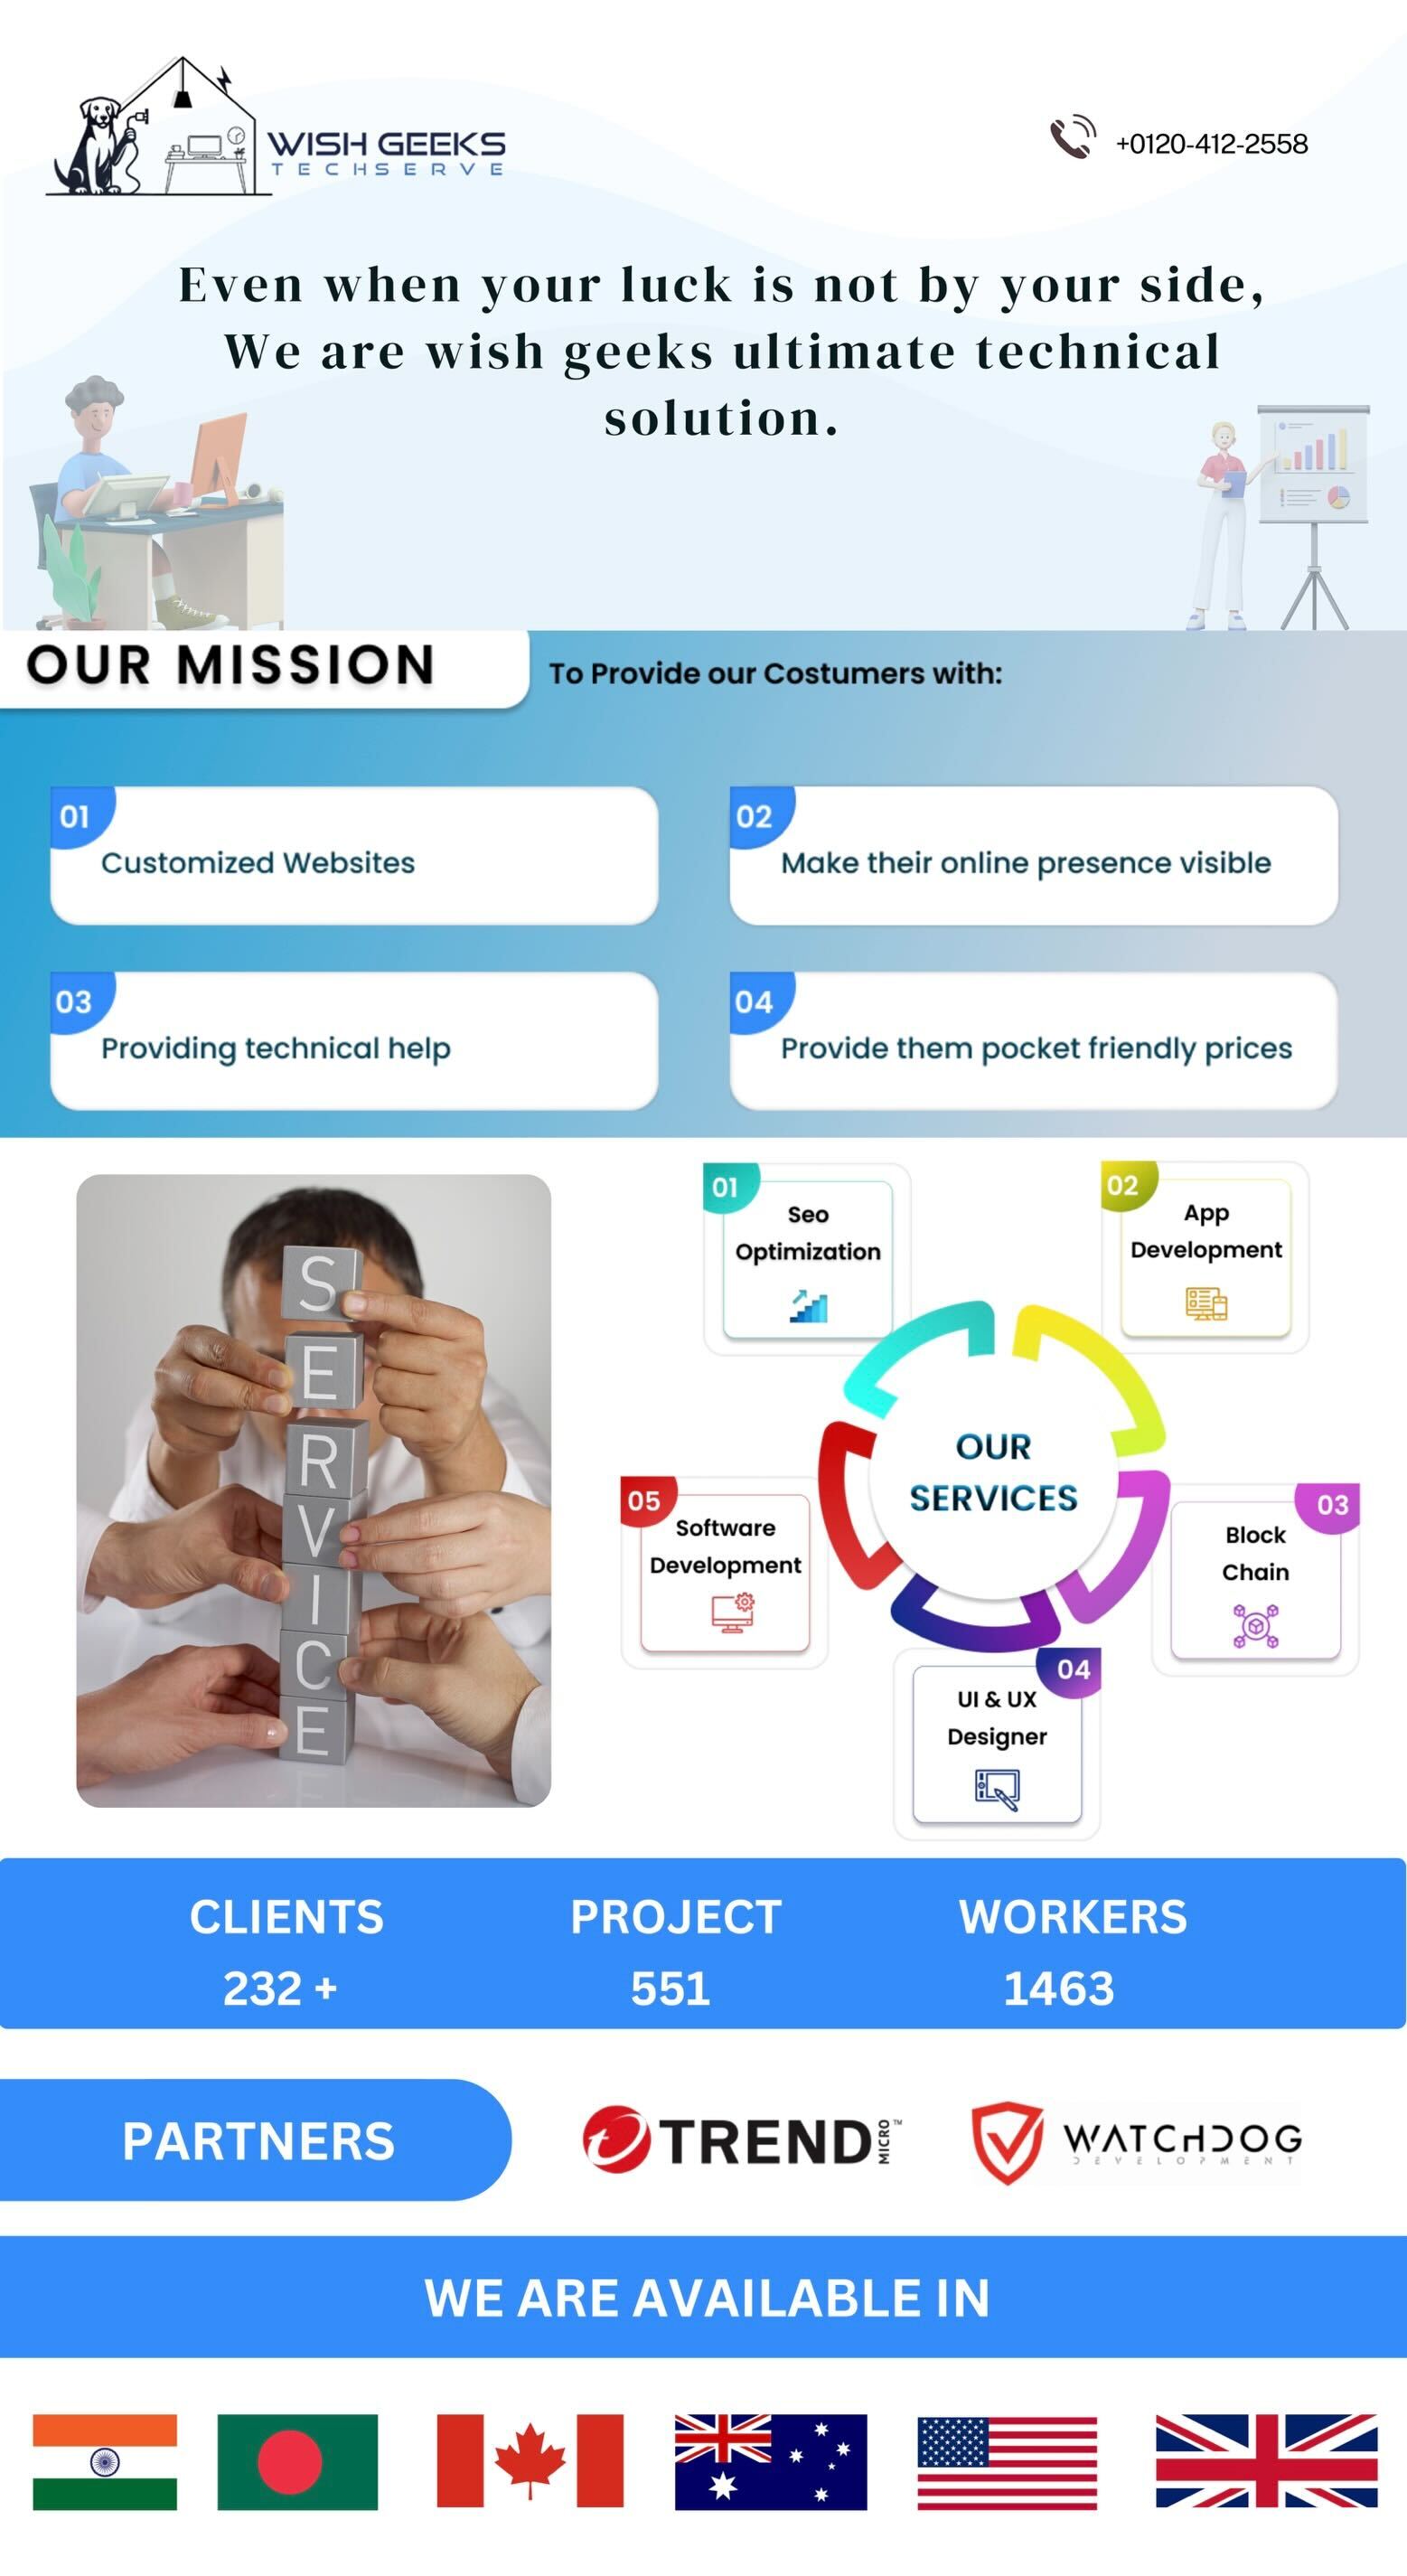 WISH GEEKS
TECHSERVE
+0120-412-2558
Even when your luck is not by your side,
We are wish geeks ultimate technical
solution.
OUR MISSION
To Provide our Costumers with:
01
Customized Websites
02
Make their online presence visible
03
Providing technical help
04
Provide them pocket friendly prices
S
E
R
V
I
C
E
01
Seo
Optimization
02
App
Development
OUR
SERVICES
03
Block
Chain
04
UI & UX
Designer
05
Software
Development
CLIENTS
232 +
PROJECT
551
WORKERS
1463
PARTNERS
TREND
MICRO
™
WATCHDOG
DEVELOPMENT
WE ARE AVAILABLE IN